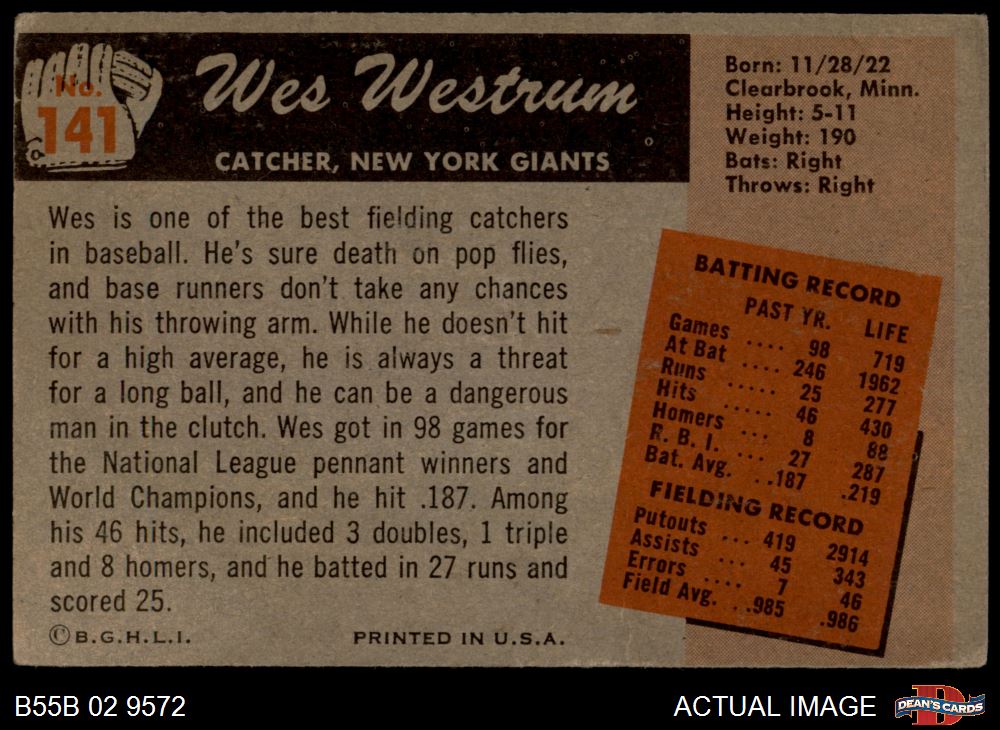 No.
141
Wes Westrum
CATCHER, NEW YORK GIANTS
Born: 11/28/22
Clearbrook, Minn.
Height: 5-11
Weight: 190
Bats: Right
Throws: Right
Wes is one of the best fielding catchers
in baseball. He's sure death on pop flies,
and base runners don't take any chances
with his throwing arm. While he doesn't hit
for a high average, he is always a threat
for a long ball, and he can be a dangerous
man in the clutch. Wes got in 98 games for
the National League pennant winners and
World Champions, and he hit .187. Among
his 46 hits, he included 3 doubles, 1 triple
and 8 homers, and he batted in 27 runs and
scored 25.
©B.G.H.L.I. PRINTED IN U.S.A.
BATTING RECORD
PAST YR. LIFE
Games .... 98 719
At Bat .... 246 1962
Runs ..... 25 277
Hits ..... 46 430
Homers ... 8 88
R. B. I. ... 27 287
Bat. Avg. ..187 .219
FIELDING RECORD
Putouts ... 419 2914
Assists ... 45 343
Errors .... 7 46
Field Avg. ..985 .986
B55B 02 9572 ACTUAL IMAGE
DEAN'S CARDS